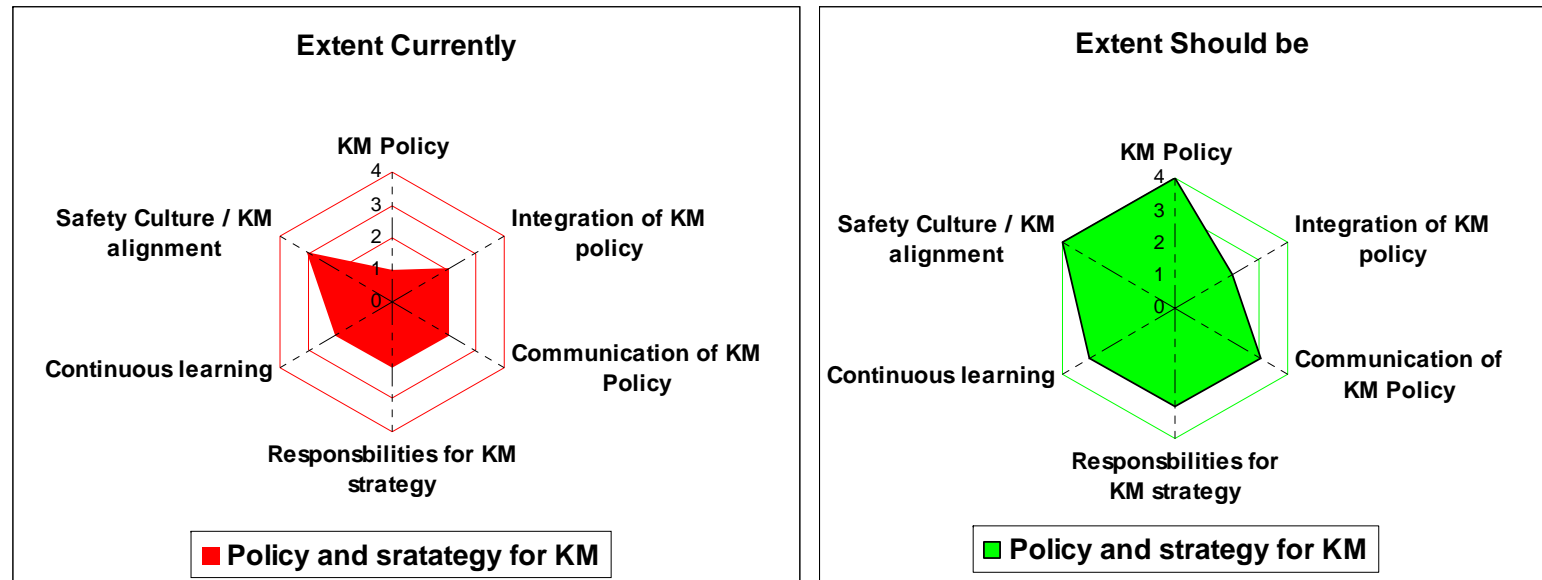 Extent Currently
KM Policy
4
3
2
1
0
Integration of KM
policy
Communication of KM
Policy
Responsbilities for KM
strategy
Continuous learning
Safety Culture / KM
alignment
Policy and sratategy for KM
Extent Should be
KM Policy
4
3
2
1
0
Integration of KM
policy
Communication of
KM Policy
Responsbilities for
KM strategy
Continuous learning
Safety Culture / KM
alignment
Policy and strategy for KM